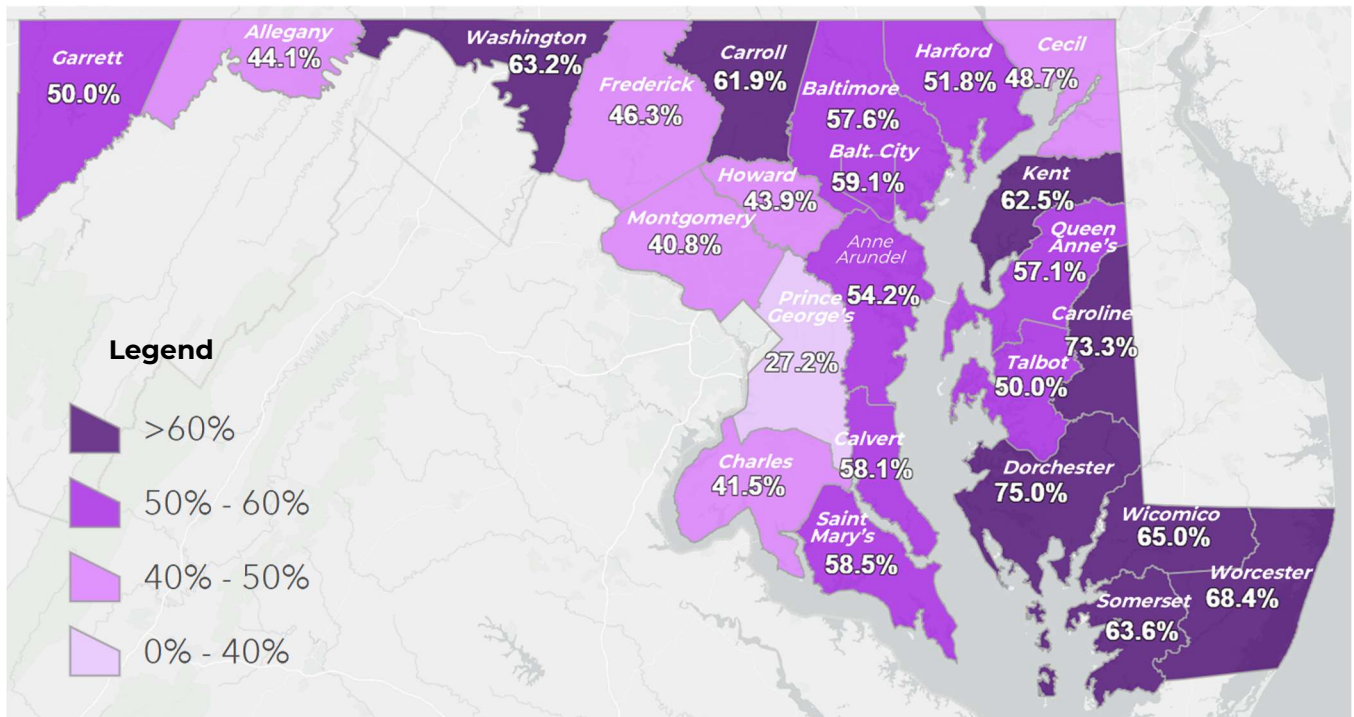 Garrett
50.0%
Allegany
44.1%
Washington
63.2%
Frederick
46.3%
Carroll
61.9%
Baltimore
57.6%
Balt. City
59.1%
Harford
51.8%
Cecil
48.7%
Howard
43.9%
Montgomery
40.8%
Anne
Arundel
54.2%
Prince
George's
27.2%
Kent
62.5%
Queen
Anne's
57.1%
Caroline
73.3%
Talbot
50.0%
Calvert
58.1%
Charles
41.5%
Saint
Mary's
58.5%
Dorchester
75.0%
Wicomico
65.0%
Worcester
68.4%
Somerset
63.6%
Legend
>60%
50% - 60%
40% - 50%
0% - 40%